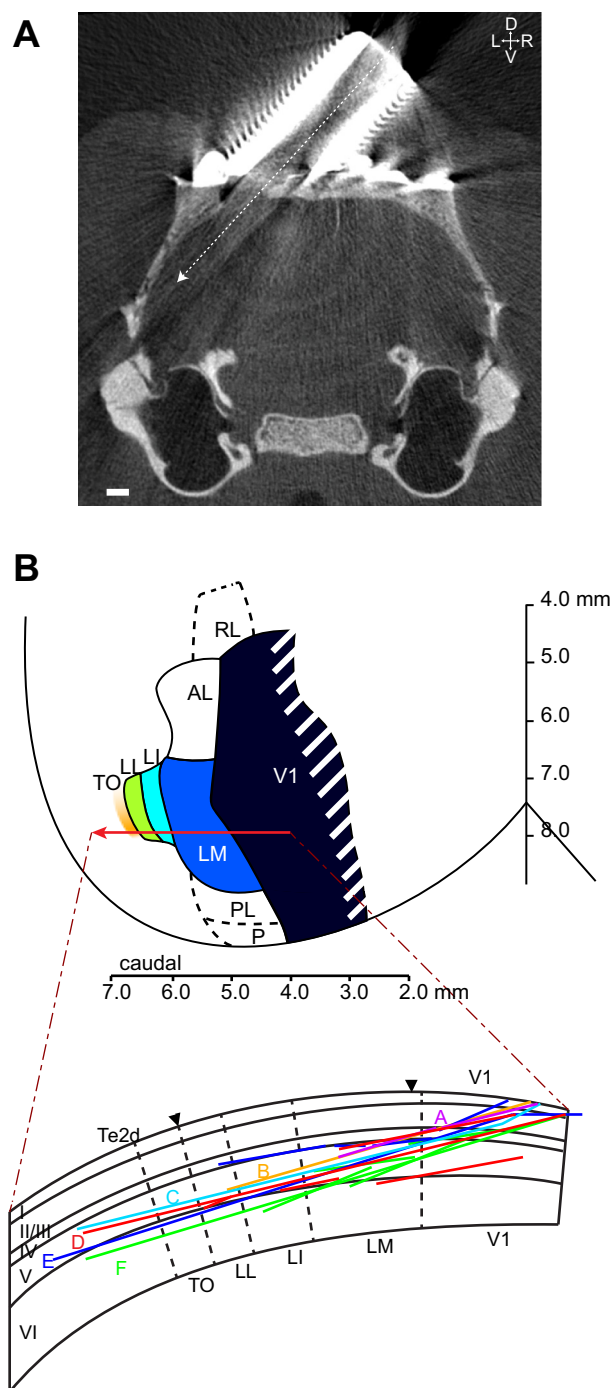 A
D
L R
V
B
4.0 mm
RL
5.0
AL
6.0
V1
LI
LL
TO
7.0
8.0
LM
PL
P
caudal
7.0 6.0 5.0 4.0 3.0 2.0 mm
V1
A
Te2d
B
C
I
II/III
D
IV
E
F
V
V1
LM
LI
LL
TO
VI